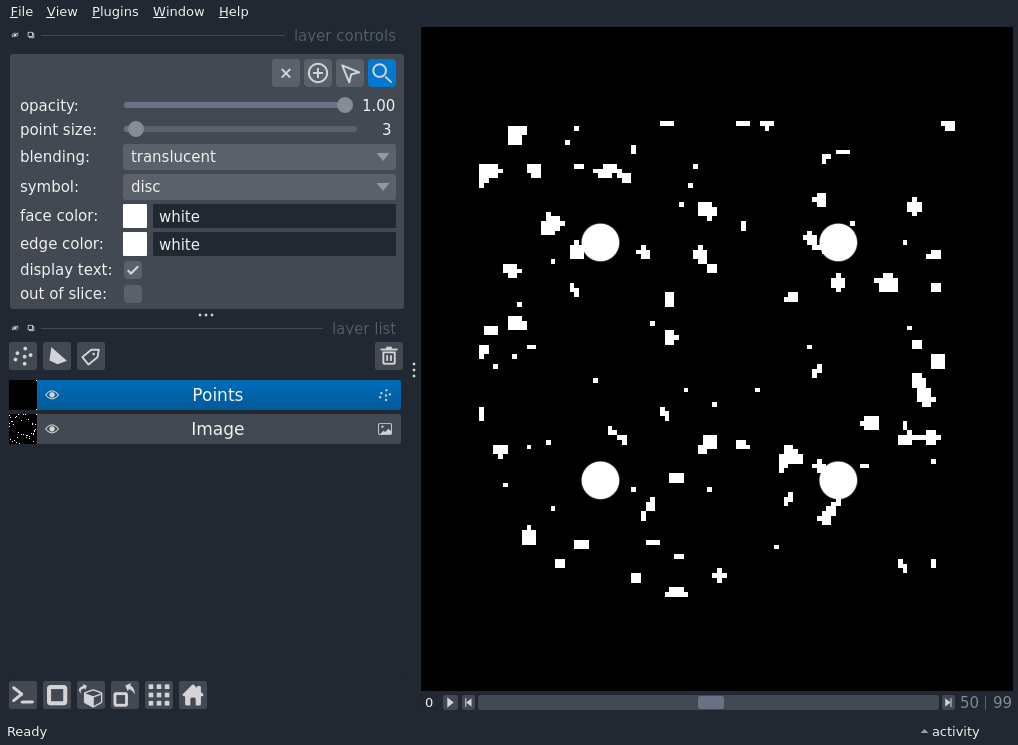 File View Plugins Window Help
layer controls
opacity: 1.00
point size: 3
blending: translucent
symbol: disc
face color: white
edge color: white
display text:
out of slice:
layer list
Points
Image
0 50 | 99
Ready activity